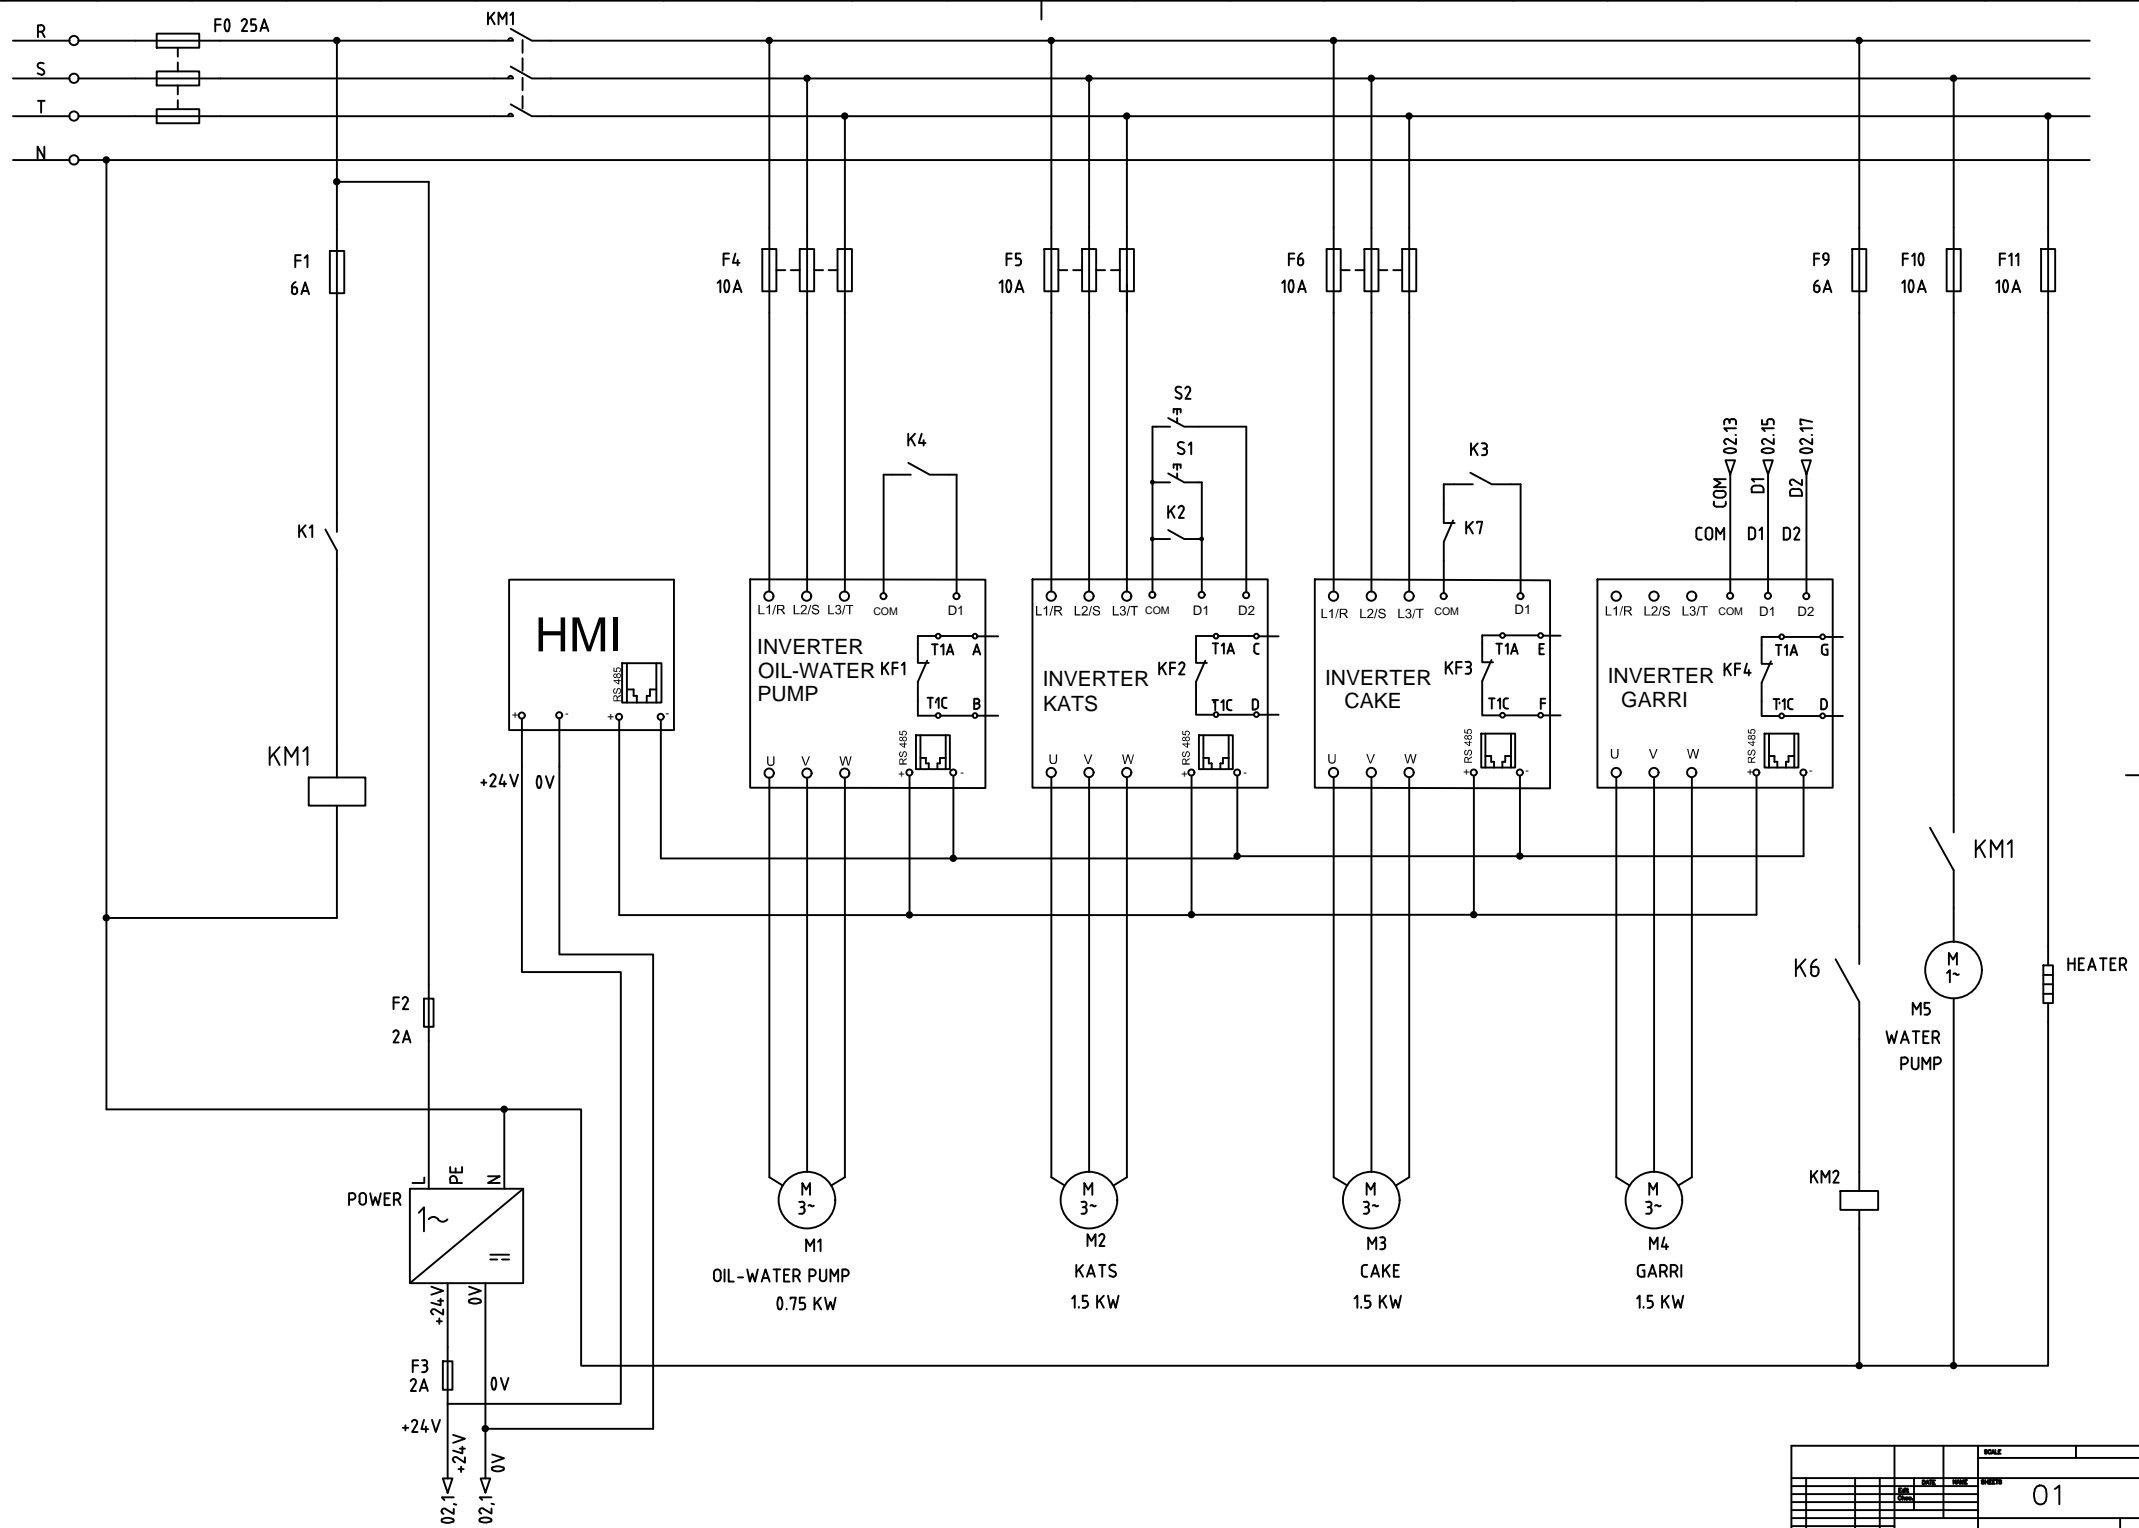 R
F0 25A
KM1
S
T
N
F1
6A
F4
10A
F5
10A
F6
10A
F9
6A
F10
10A
F11
10A
S2
K4
S1
K2
K3
K7
02.13
02.15
02.17
COM
D1
D2
COM
D1
D2
K1
HMI
RS 485
+
-
+
-
L1/R
L2/S
L3/T
COM
D1
INVERTER
OIL-WATER
PUMP
KF1
T1A
A
T1C
B
U
V
W
RS 485
+
-
L1/R
L2/S
L3/T
COM
D1
D2
INVERTER
KATS
KF2
T1A
C
T1C
D
U
V
W
RS 485
+
-
L1/R
L2/S
L3/T
COM
D1
INVERTER
CAKE
KF3
T1A
E
T1C
F
U
V
W
RS 485
+
-
L1/R
L2/S
L3/T
COM
D1
D2
INVERTER
GARRI
KF4
T1A
G
T1C
D
U
V
W
RS 485
+
-
KM1
+24V
0V
KM1
K6
M
1~
M5
WATER
PUMP
HEATER
F2
2A
L
PE
N
POWER
1~
+24V
0V
F3
2A
0V
+24V
+24V
0V
02,1
02,1
M
3~
M1
OIL-WATER PUMP
0.75 KW
M
3~
M2
KATS
1.5 KW
M
3~
M3
CAKE
1.5 KW
M
3~
M4
GARRI
1.5 KW
KM2
SCALE
DATE
NAME
SHEETS
Edit
01